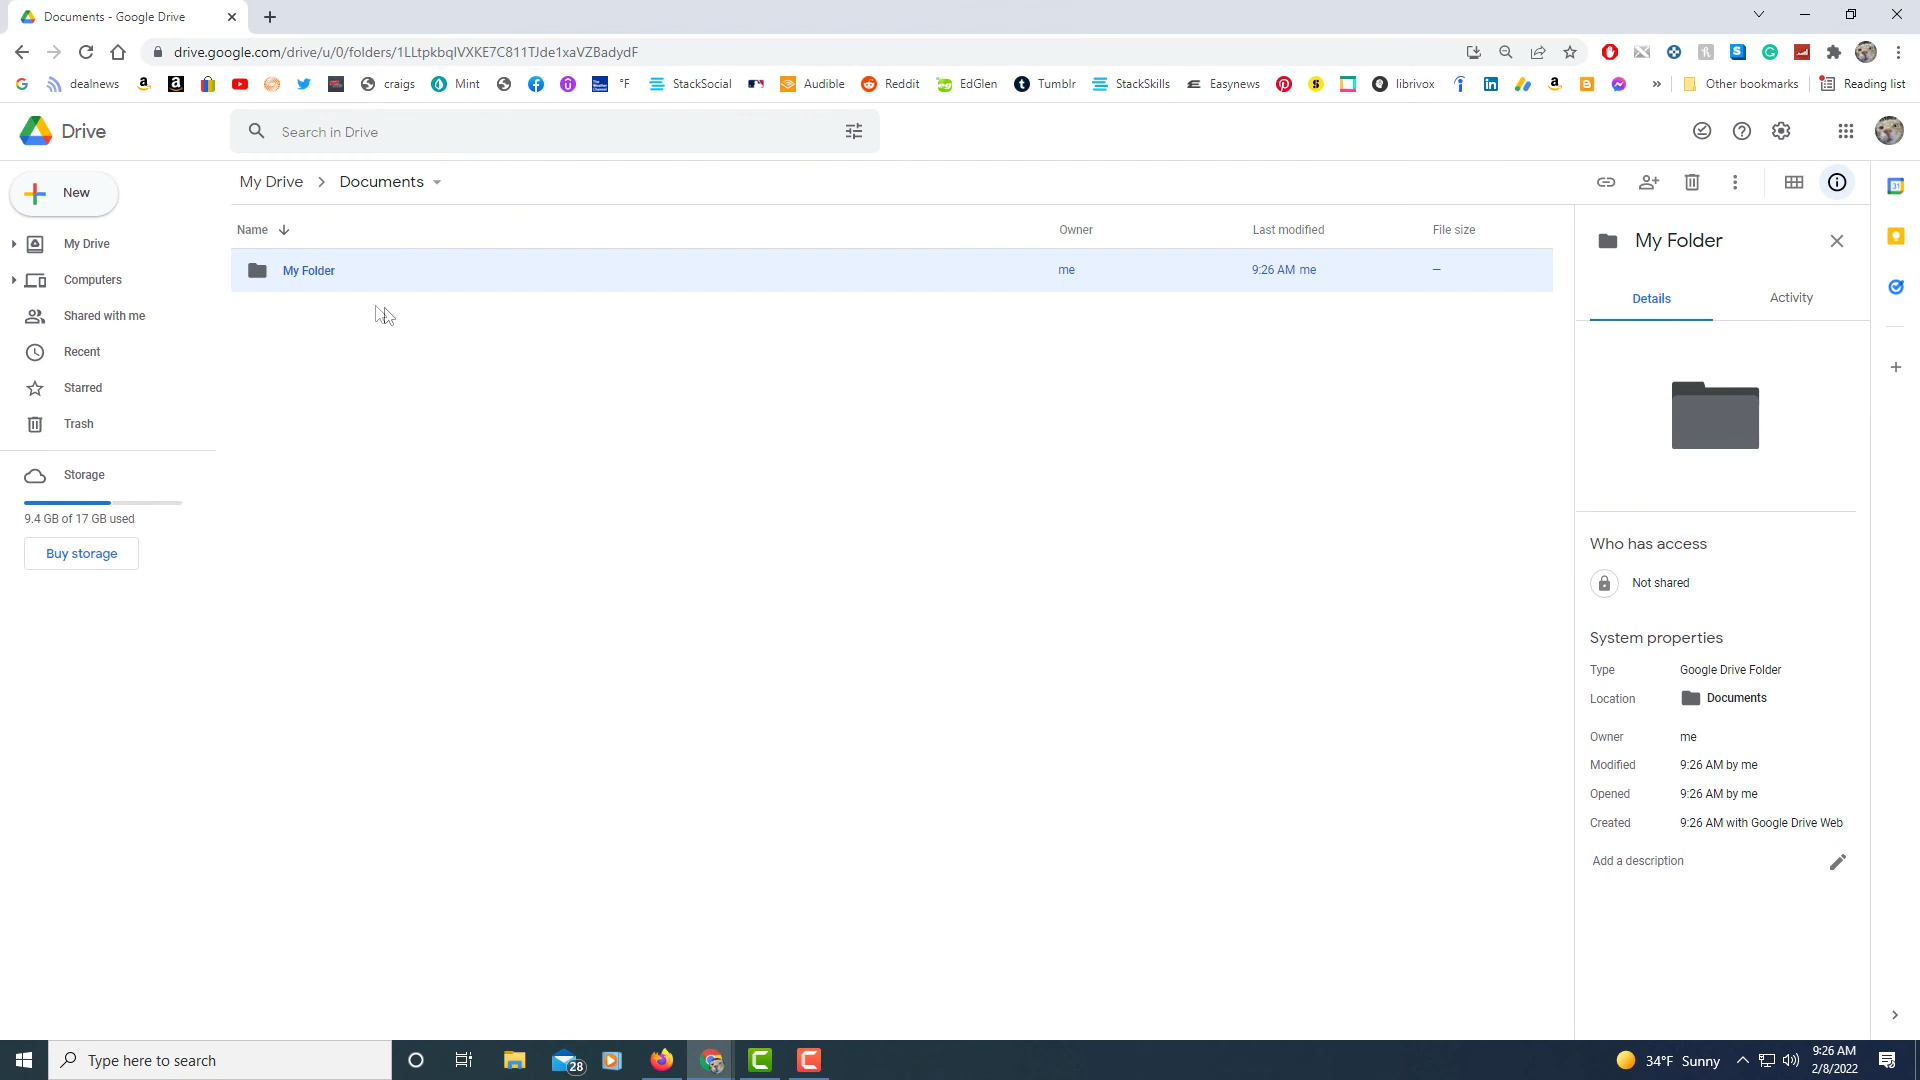 Documents - Google Drive
drive.google.com/drive/u/0/folders/1LLtpkbqIVXKE7C811TJde1xaVZBadydF
dealnews
craigs
Mint
°F
StackSocial
Audible
Reddit
EdGlen
Tumblr
StackSkills
Easynews
librivox
»
Other bookmarks
Reading list
Drive
Search in Drive
New
My Drive
Computers
Shared with me
Recent
Starred
Trash
Storage
9.4 GB of 17 GB used
Buy storage
My Drive > Documents
Name
Owner
Last modified
File size
My Folder
me
9:26 AM me
—
My Folder
Details
Activity
Who has access
Not shared
System properties
Type Google Drive Folder
Location Documents
Owner me
Modified 9:26 AM by me
Opened 9:26 AM by me
Created 9:26 AM with Google Drive Web
Add a description
31
Type here to search
28
34°F Sunny
9:26 AM
2/8/2022